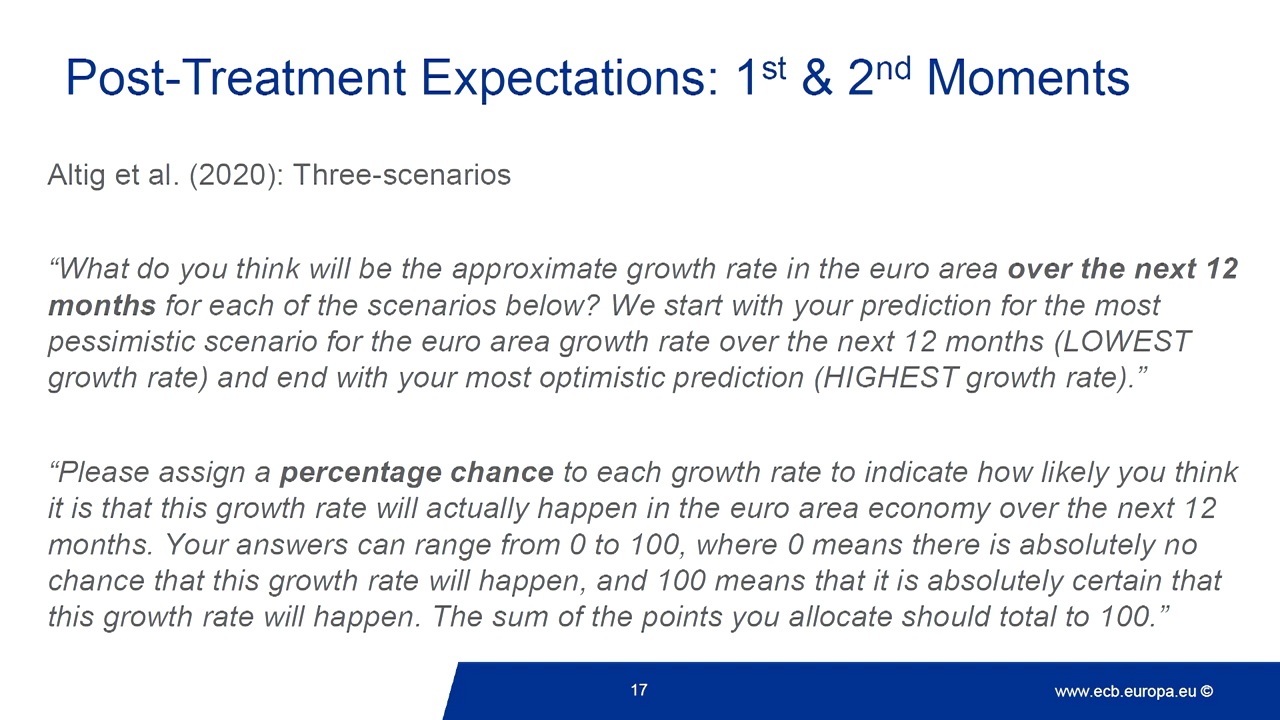 Post-Treatment Expectations: 1st & 2nd Moments
Altig et al. (2020): Three-scenarios
“What do you think will be the approximate growth rate in the euro area over the next 12
months for each of the scenarios below? We start with your prediction for the most
pessimistic scenario for the euro area growth rate over the next 12 months (LOWEST
growth rate) and end with your most optimistic prediction (HIGHEST growth rate).”
“Please assign a percentage chance to each growth rate to indicate how likely you think
it is that this growth rate will actually happen in the euro area economy over the next 12
months. Your answers can range from 0 to 100, where 0 means there is absolutely no
chance that this growth rate will happen, and 100 means that it is absolutely certain that
this growth rate will happen. The sum of the points you allocate should total to 100.”
17
www.ecb.europa.eu ©